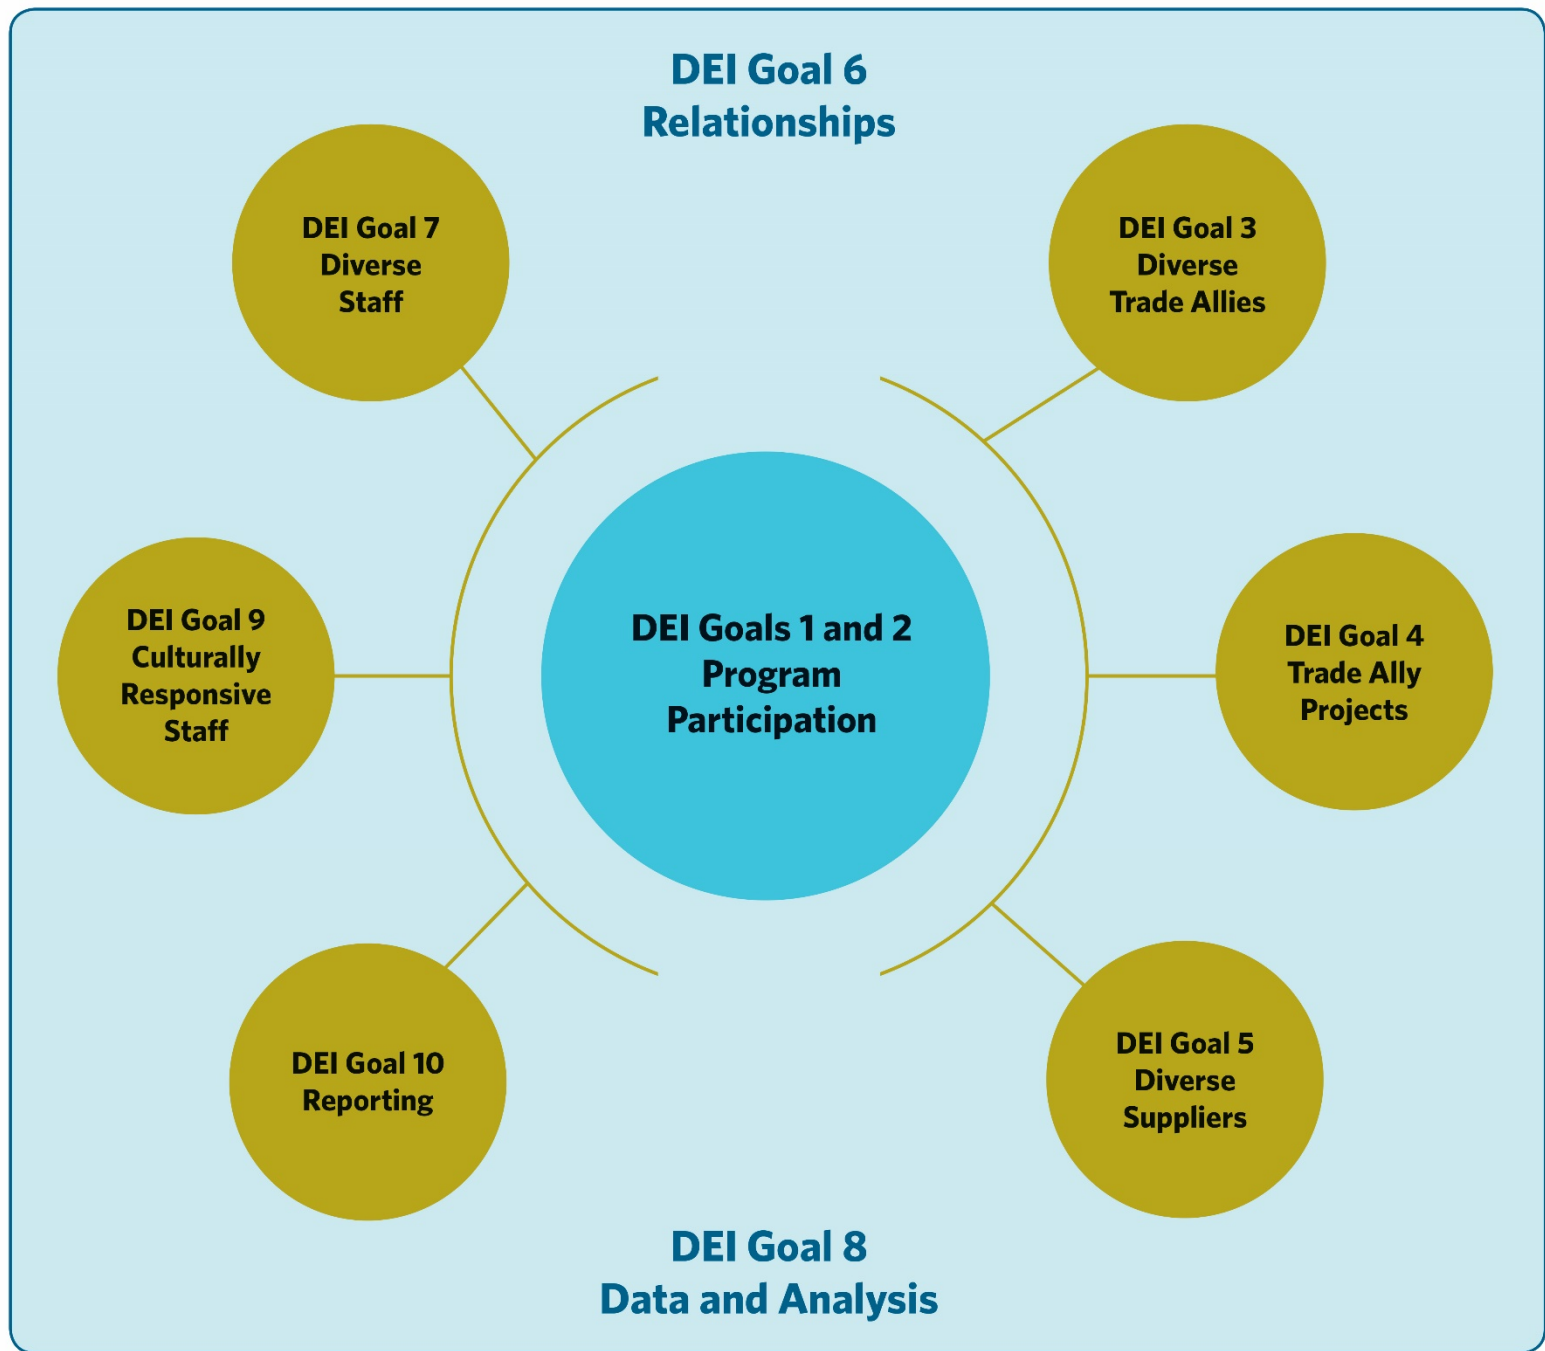 DEI Goal 6
Relationships
DEI Goal 7
Diverse
Staff
DEI Goal 3
Diverse
Trade Allies
DEI Goal 9
Culturally
Responsive
Staff
DEI Goals 1 and 2
Program
Participation
DEI Goal 4
Trade Ally
Projects
DEI Goal 10
Reporting
DEI Goal 5
Diverse
Suppliers
DEI Goal 8
Data and Analysis